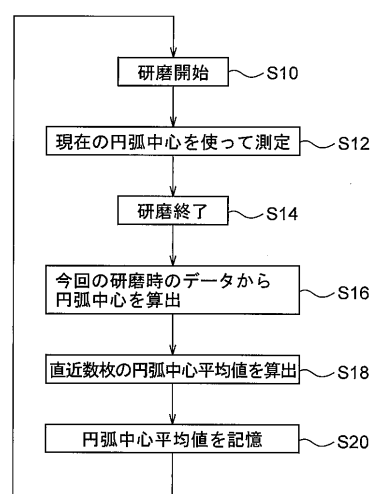 研磨開始 S10
現在の円弧中心を使って測定 S12
研磨終了 S14
今回の研磨時のデータから
円弧中心を算出 S16
直近数枚の円弧中心平均値を算出 S18
円弧中心平均値を記憶 S20